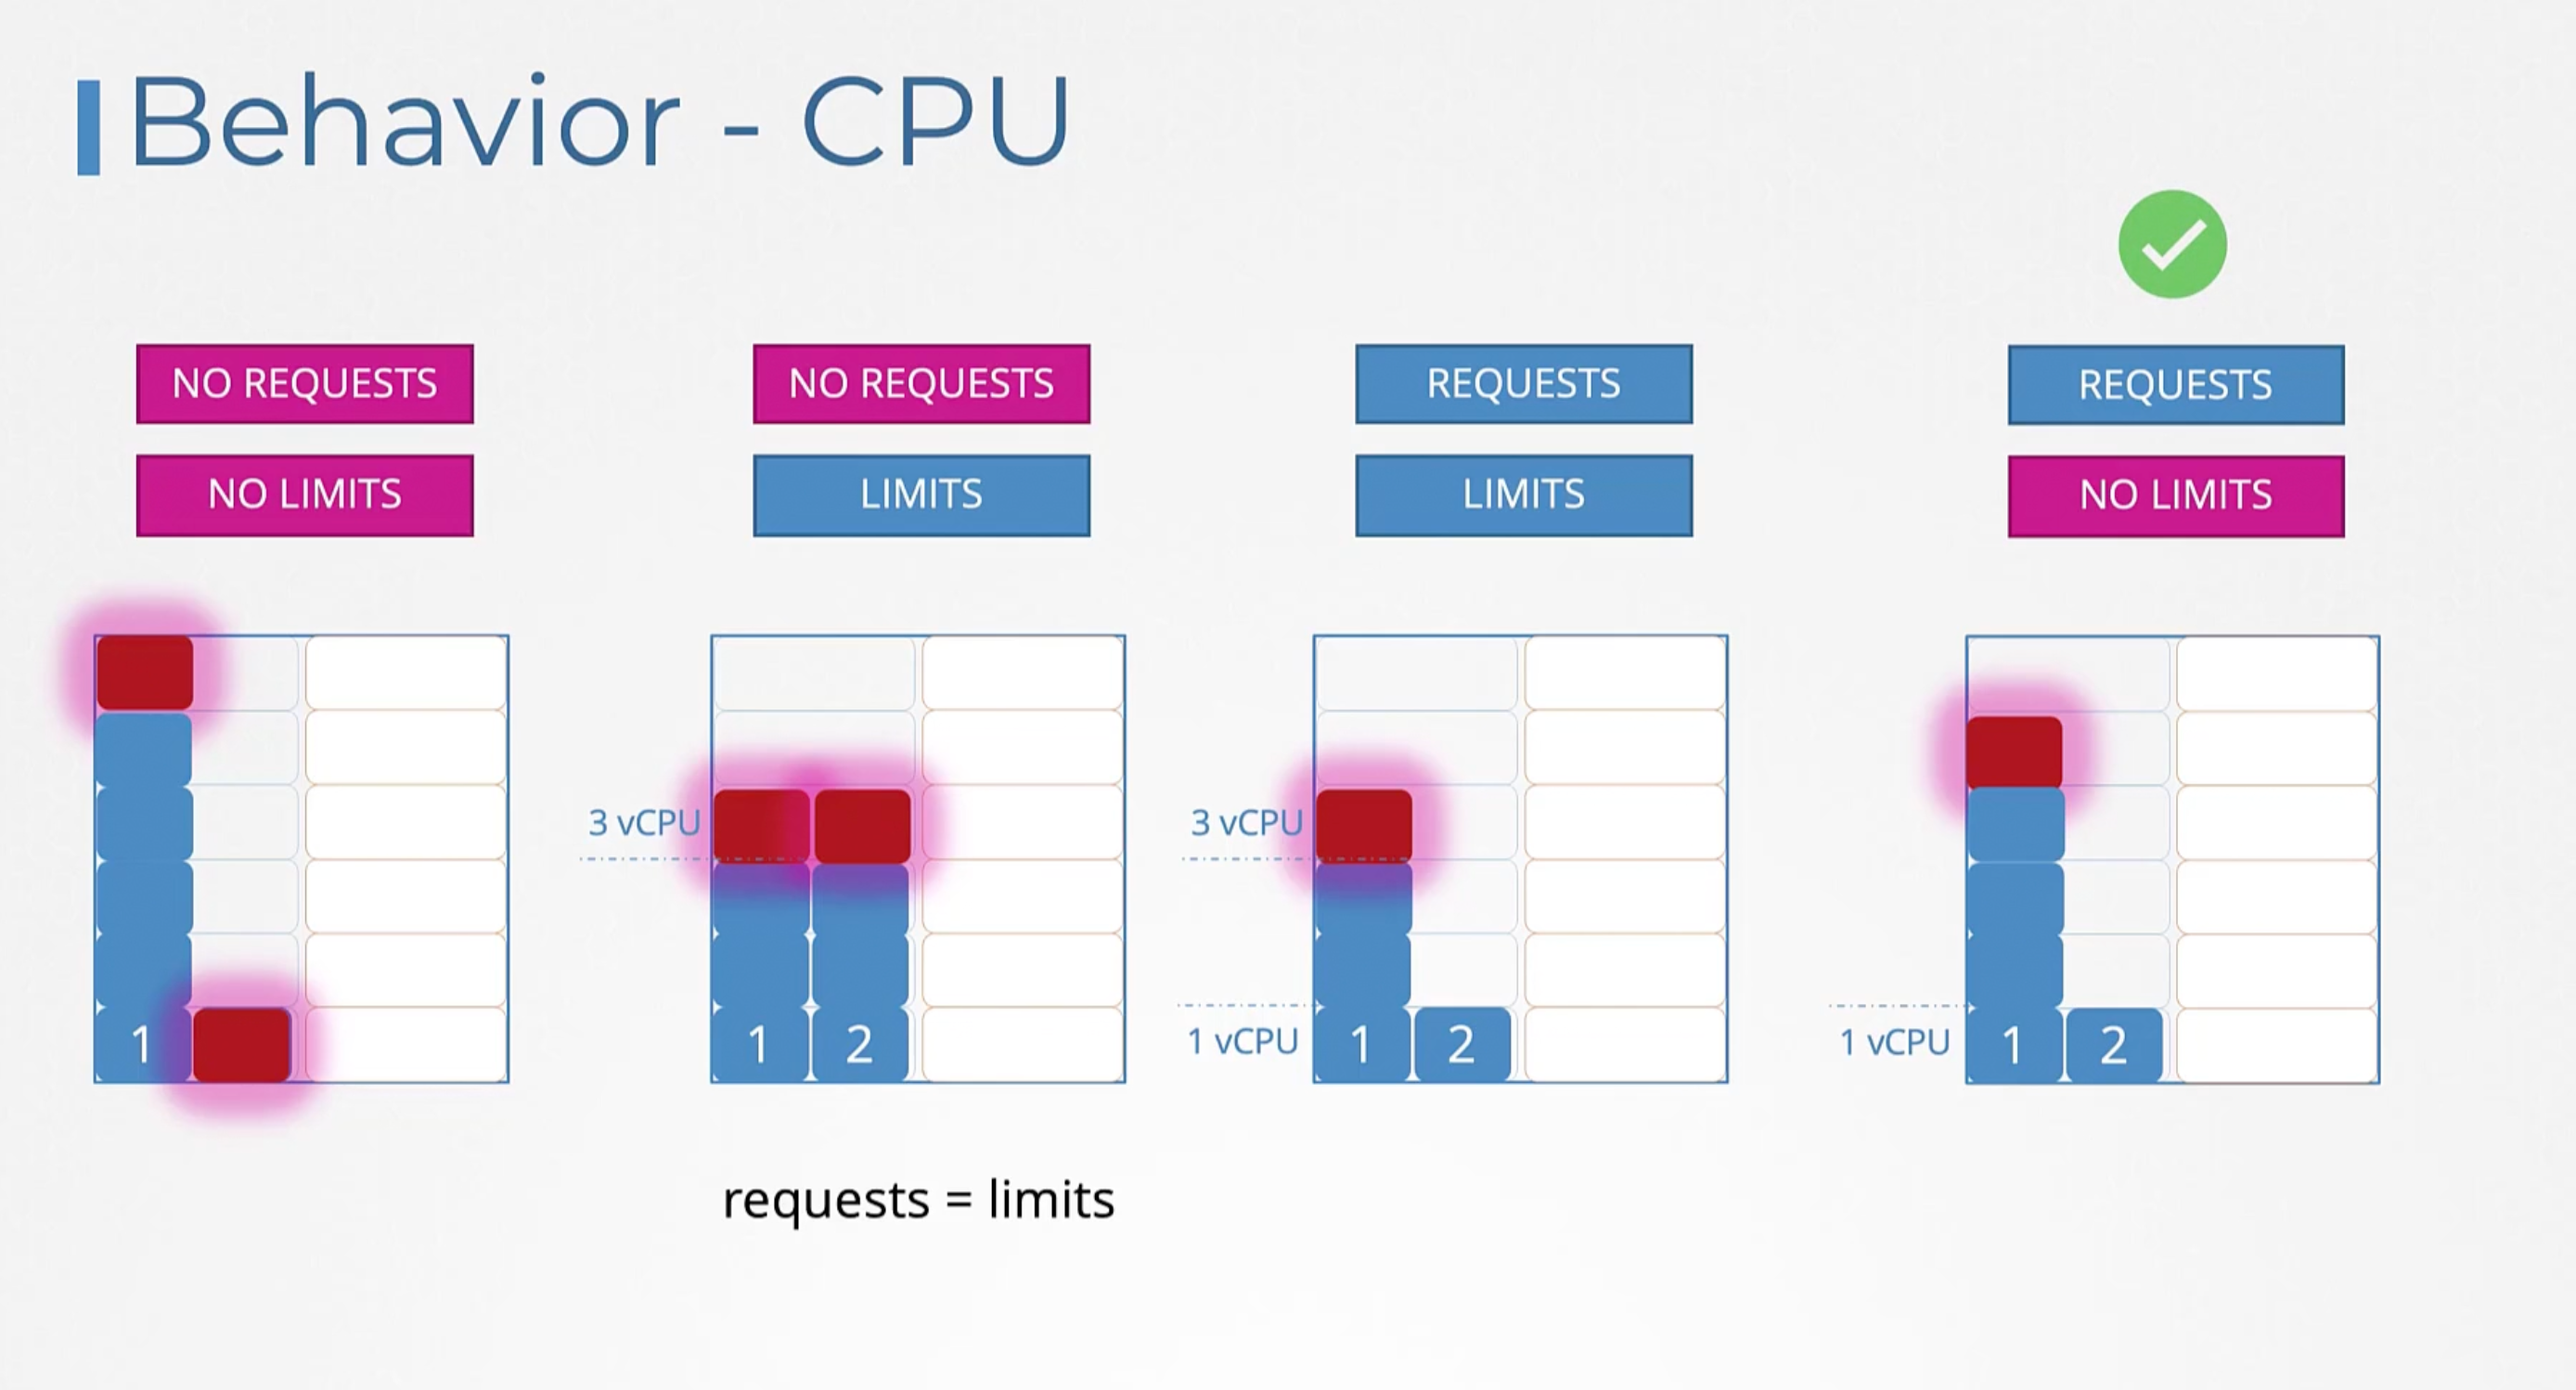 Behavior - CPU
NO REQUESTS
NO LIMITS
1
NO REQUESTS
LIMITS
3 vCPU
1 2
requests = limits
REQUESTS
LIMITS
3 vCPU
1 vCPU 1 2
REQUESTS
NO LIMITS
1 vCPU 1 2